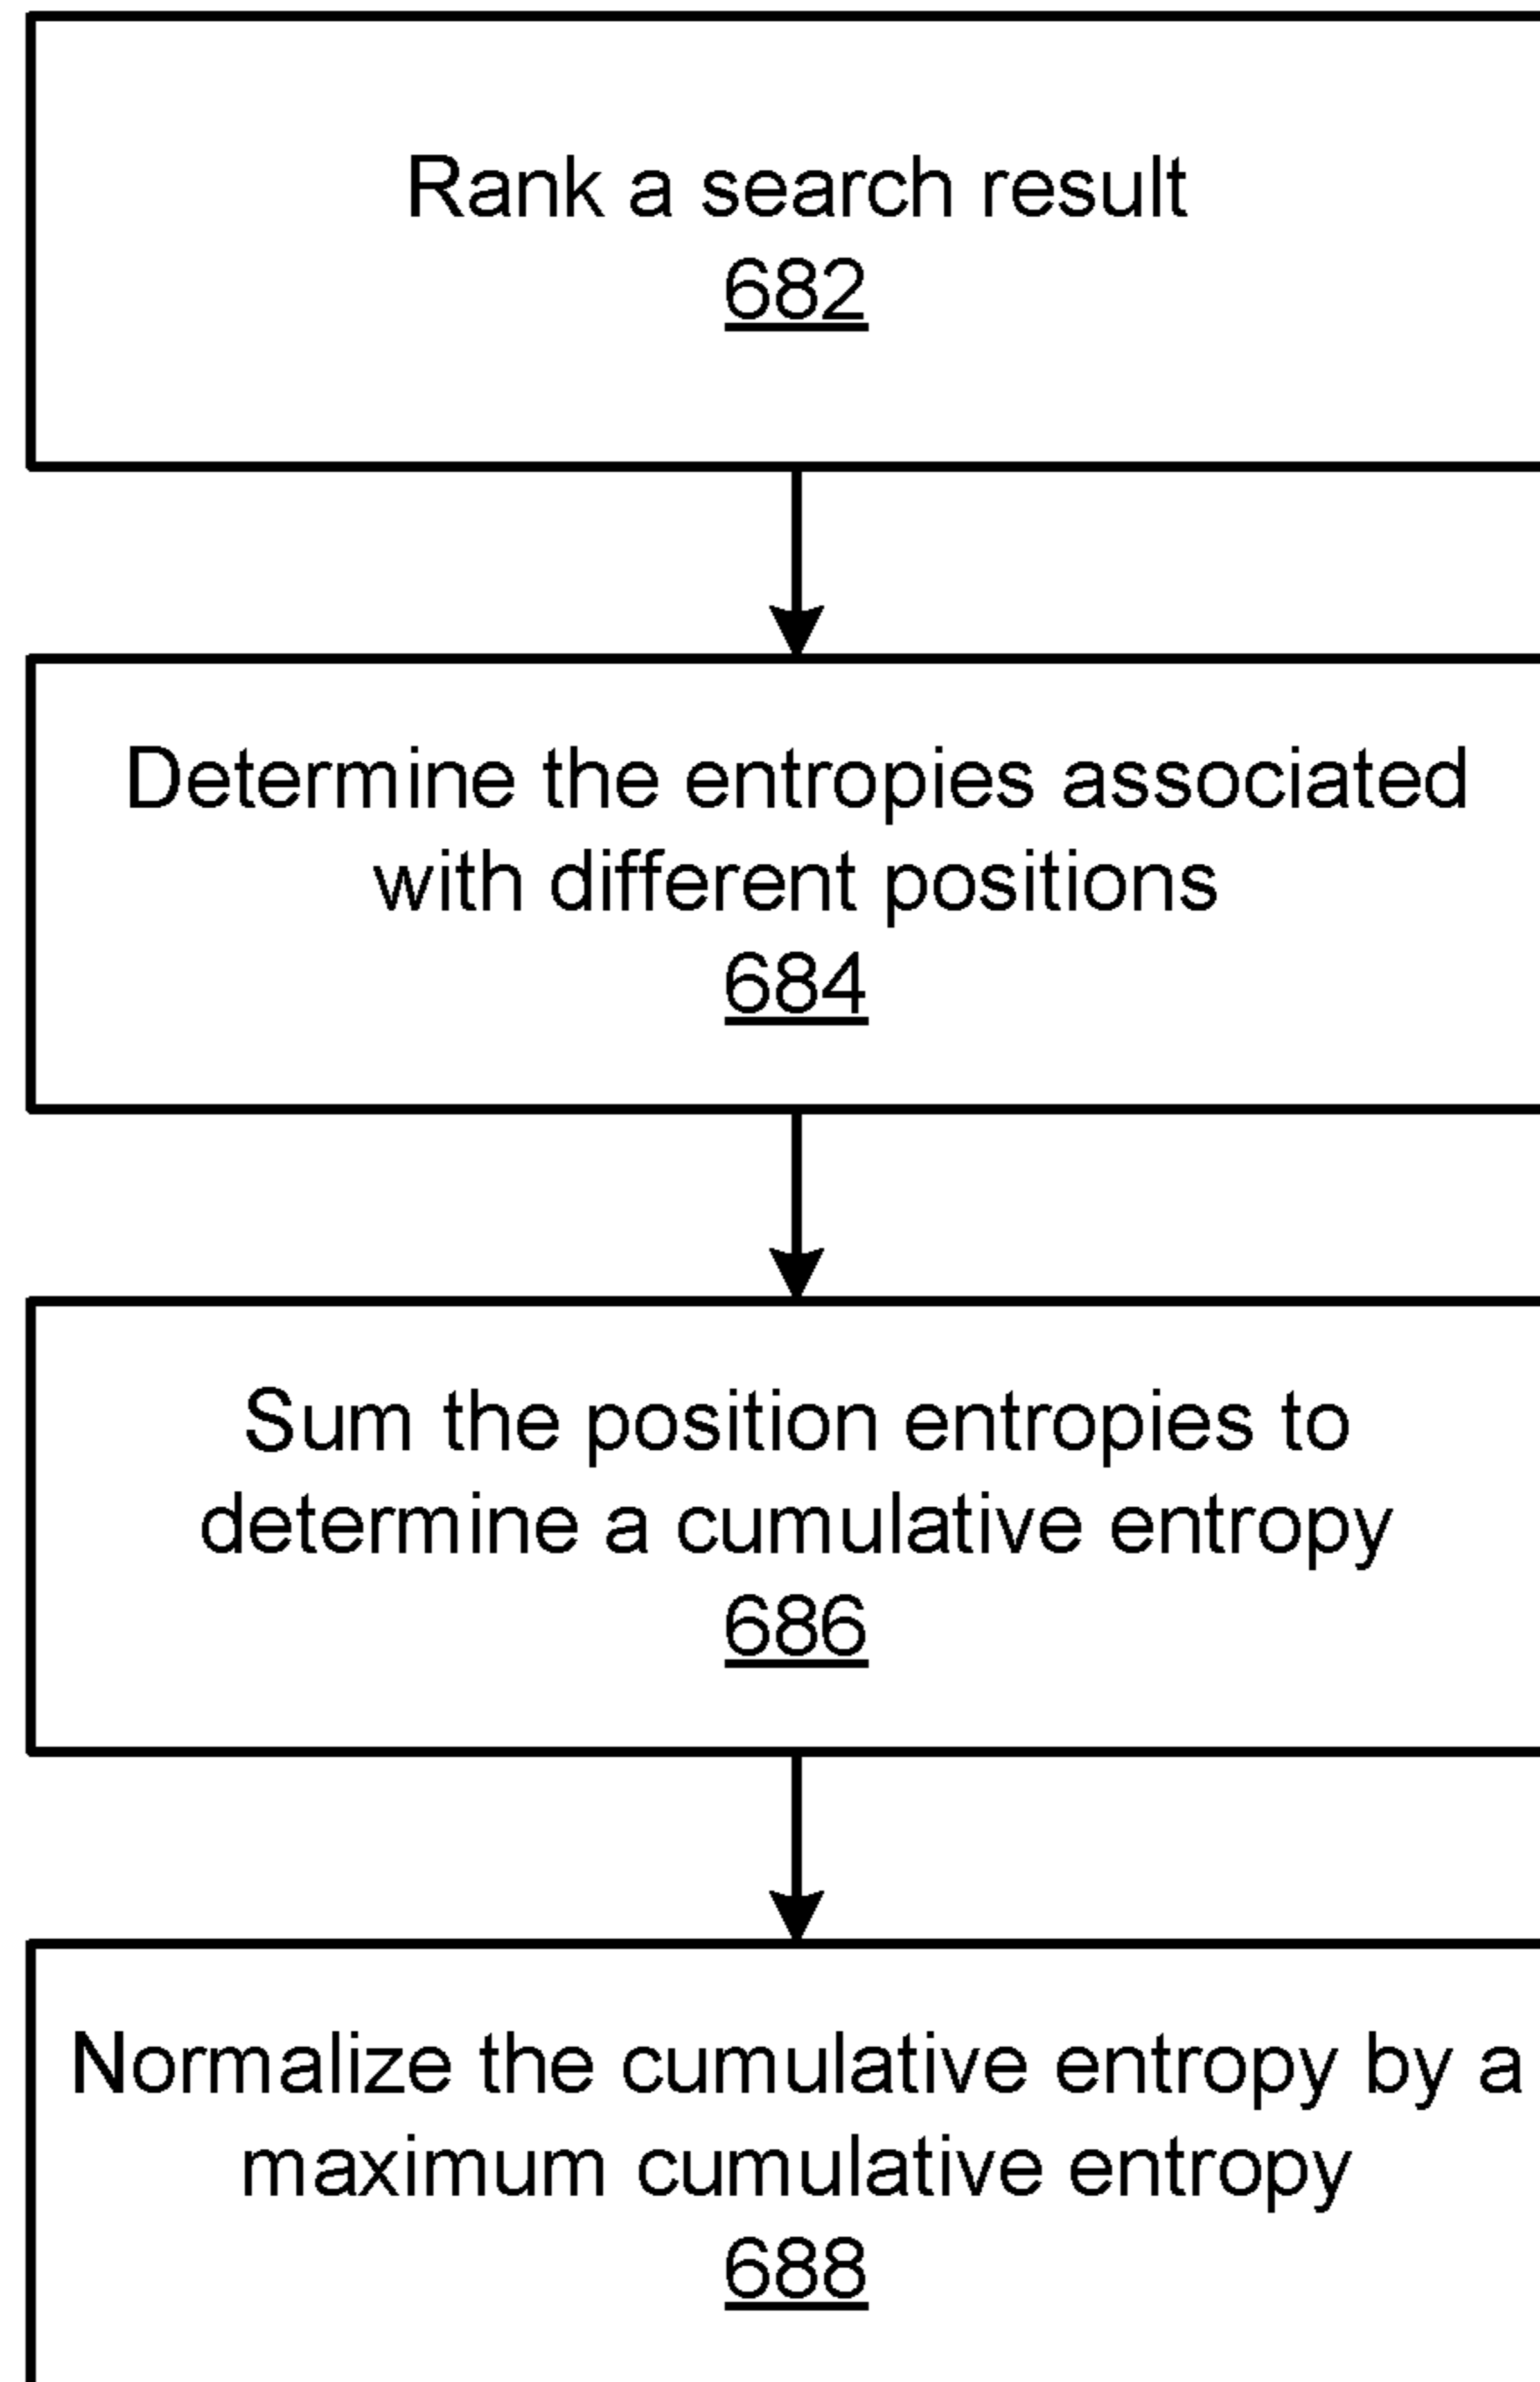 Rank a search result
682
Determine the entropies associated
with different positions
684
Sum the position entropies to
determine a cumulative entropy
686
Normalize the cumulative entropy by a
maximum cumulative entropy
688